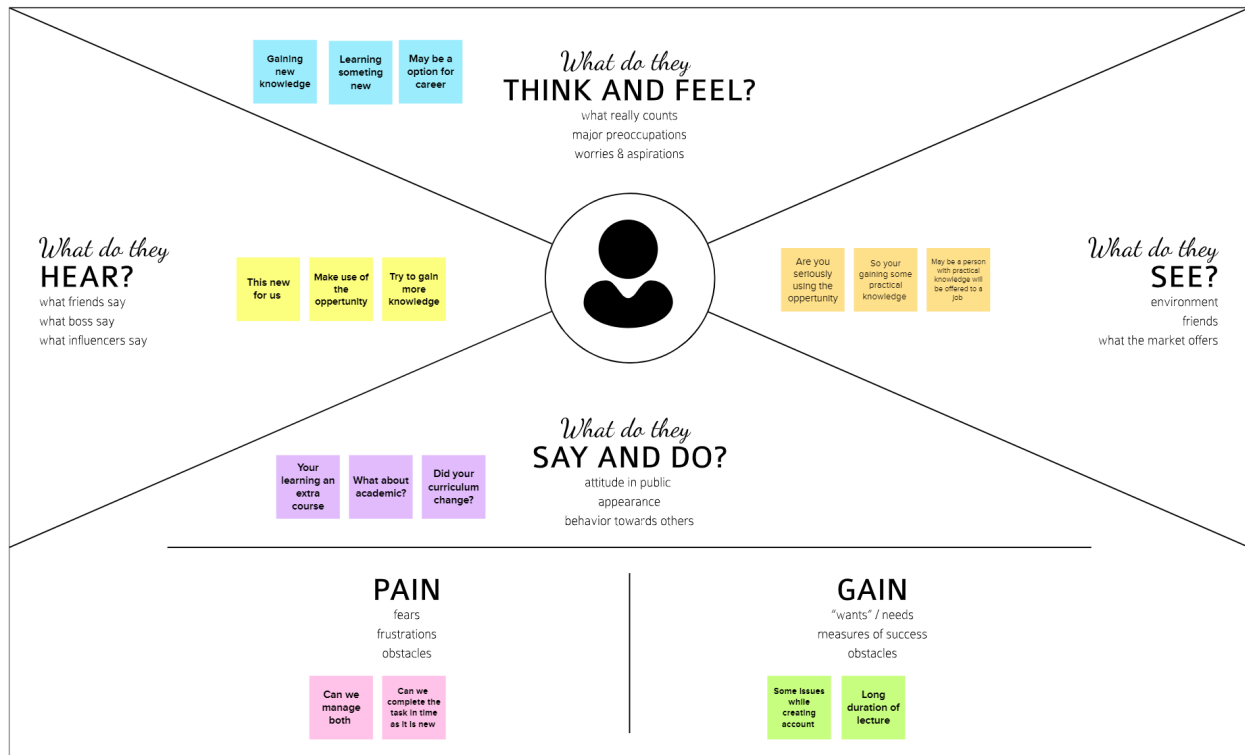 Gaining
new
knowledge
Learning
someting
new
May be a
option for
career
What do they
THINK AND FEEL?
what really counts
major preoccupations
worries & aspirations
What do they
HEAR?
what friends say
what boss say
what influencers say
This new
for us
Make use of
the
oppertunity
Try to gain
more
knowledge
Are you
seriously
using the
oppertunity
So your
gaining some
practical
knowledge
May be a person
with practical
knowledge will
be offered to a
job
What do they
SEE?
environment
friends
what the market offers
What do they
SAY AND DO?
attitude in public
appearance
behavior towards others
Your
learning an
extra
course
What about
academic?
Did your
curriculum
change?
PAIN
fears
frustrations
obstacles
Can we
manage
both
Can we
complete the
task in time
as it is new
GAIN
“wants” / needs
measures of success
obstacles
Some issues
while
creating
account
Long
duration of
lecture